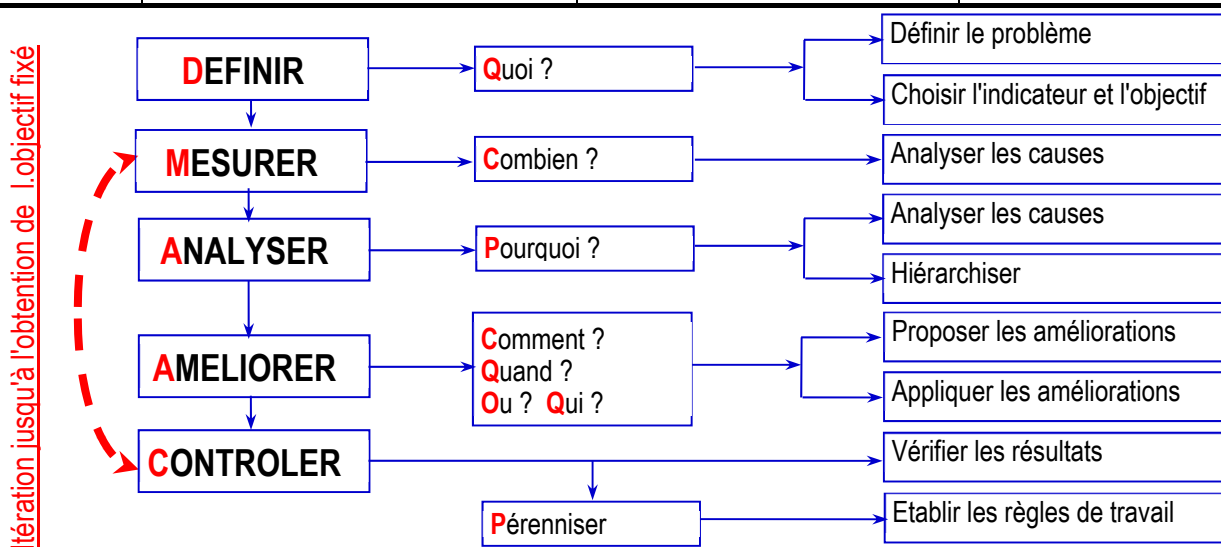 Itération jusqu'à l'obtention de l.objectif fixé
DEFINIR
Quoi ?
Définir le problème
Choisir l'indicateur et l'objectif
MESURER
Combien ?
Analyser les causes
ANALYSER
Pourquoi ?
Analyser les causes
Hiérarchiser
AMELIORER
Comment ?
Quand ?
Ou ? Qui ?
Proposer les améliorations
Appliquer les améliorations
CONTROLER
Vérifier les résultats
Pérenniser
Etablir les règles de travail